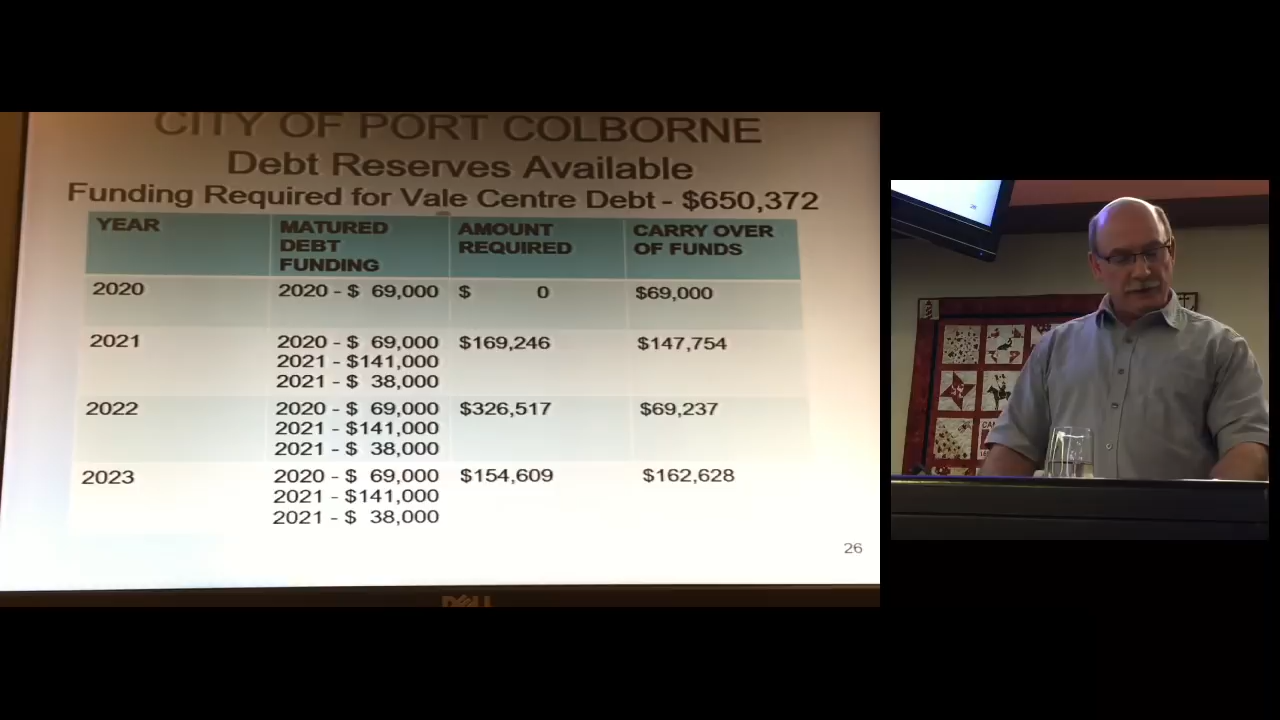 CITY OF PORT COLBORNE
Debt Reserves Available
Funding Required for Vale Centre Debt - $650,372
YEAR MATURED DEBT FUNDING AMOUNT REQUIRED CARRY OVER OF FUNDS
2020 2020 - $ 69,000 $ 0 $69,000
2021 2020 - $ 69,000 $169,246 $147,754
2021 - $141,000
2021 - $ 38,000
2022 2020 - $ 69,000 $326,517 $69,237
2021 - $141,000
2021 - $ 38,000
2023 2020 - $ 69,000 $154,609 $162,628
2021 - $141,000
2021 - $ 38,000
26
DELL